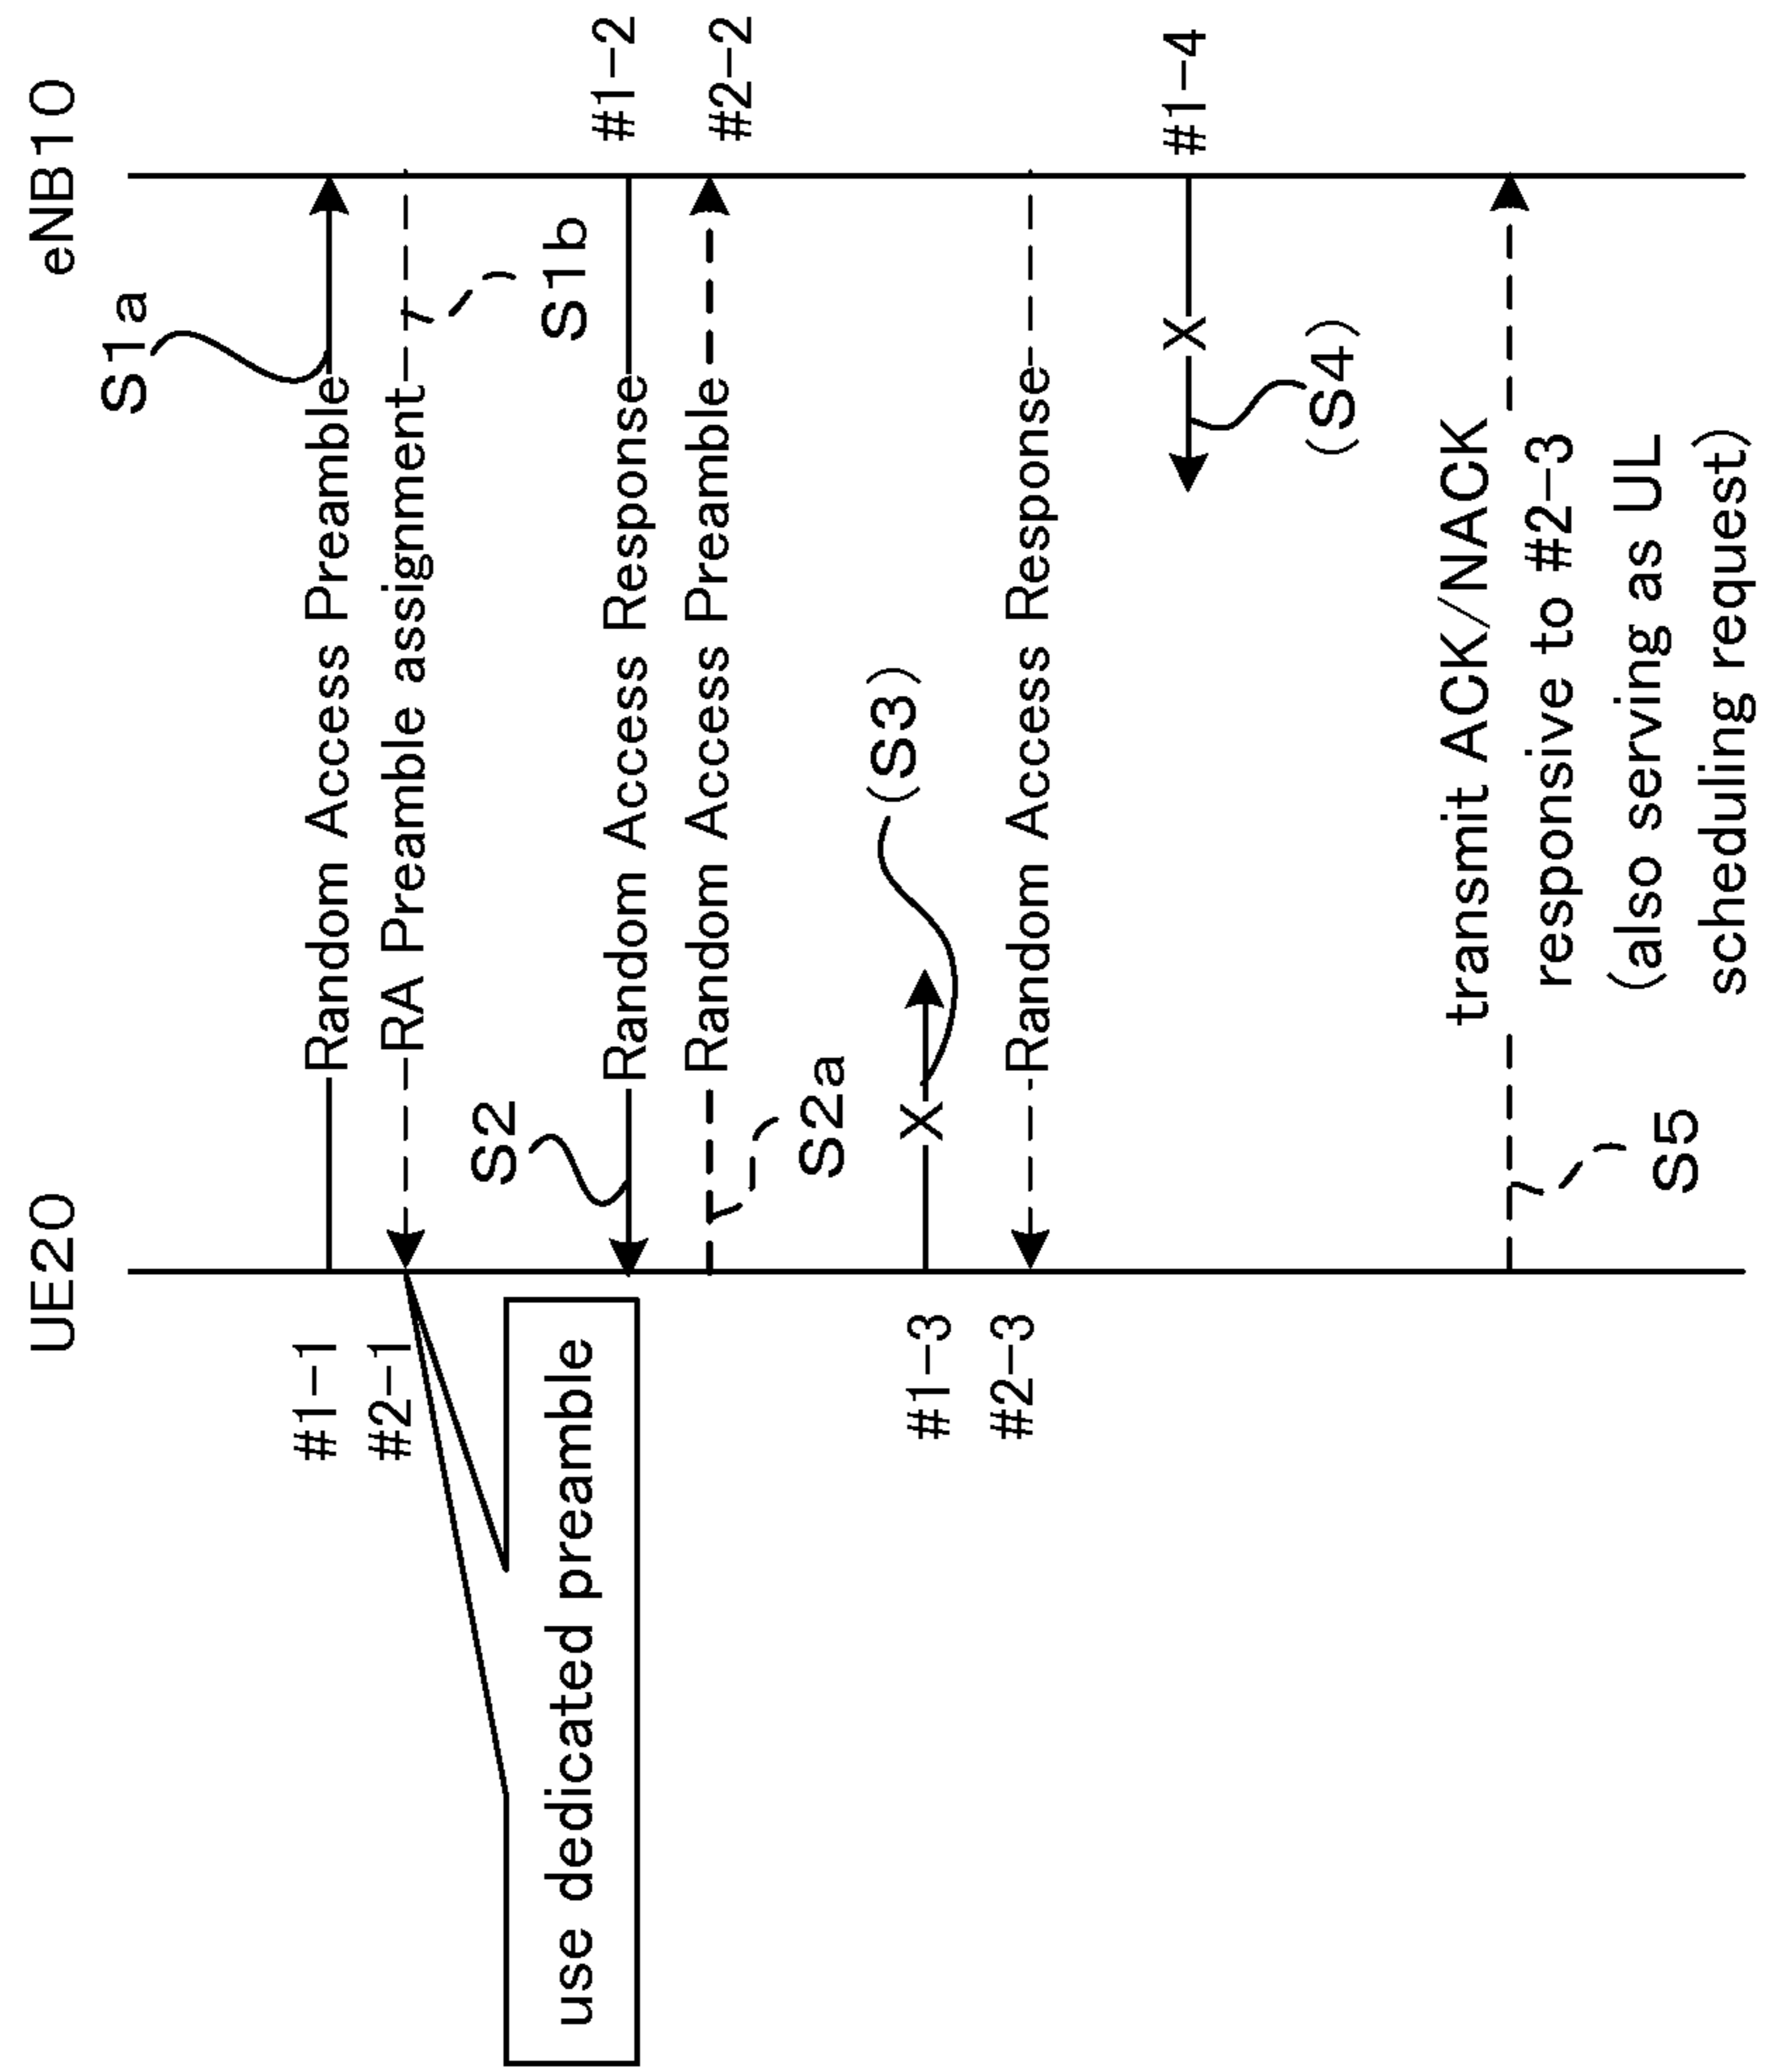 UE20
eNB10
S1a
#1-1
Random Access Preamble
#2-1
RA Preamble assignment
S1b
use dedicated preamble
S2
Random Access Response
#1-2
Random Access Preamble
#2-2
S2a
(S3)
#1-3
#2-3
Random Access Response
#1-4
(S4)
transmit ACK/NACK
responsive to #2-3
(also serving as UL
scheduling request)
S5